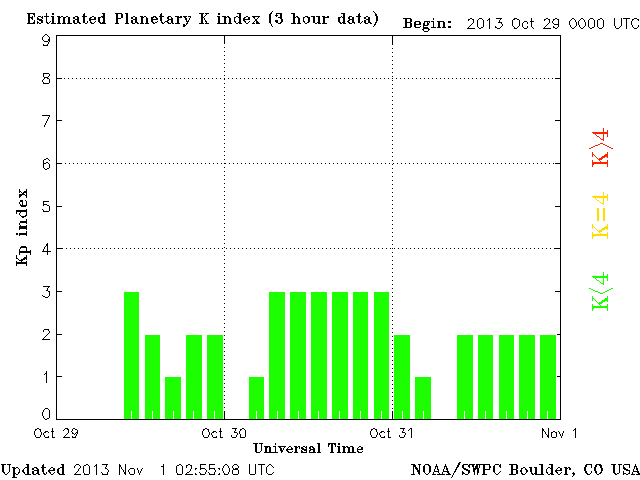 Estimated Planetary K index (3 hour data)
Begin: 2013 Oct 29 0000 UTC
9
8
7
6
5
4
3
2
1
0
Kp index
K>4
K=4
K<4
Oct 29
Oct 30
Oct 31
Nov 1
Universal Time
Updated 2013 Nov 1 02:55:08 UTC
NOAA/SWPC Boulder, CO USA